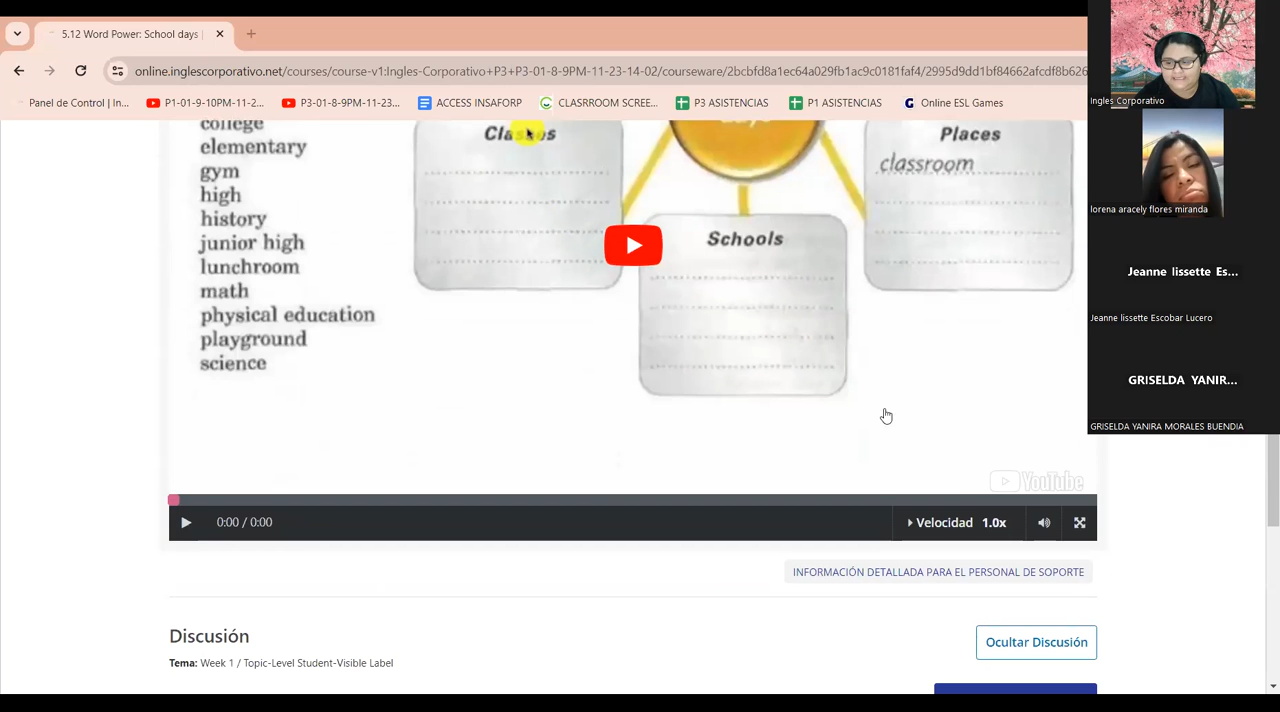 5.12 Word Power: School days
online.inglescorporativo.net/courses/course-v1:Ingles-Corporativo+P3+P3-01-8-9PM-11-23-14-02/courseware/2bcbfd8a1ec64a029fb1ac9c0181faf4/2995d9dd1bf84662afcdf8b626
Panel de Control | In...
P1-01-9-10PM-11-2...
P3-01-8-9PM-11-23...
ACCESS INSAFORP
CLASSROOM SCREE...
P3 ASISTENCIAS
P1 ASISTENCIAS
Online ESL Games
college
elementary
gym
high
history
junior high
lunchroom
math
physical education
playground
science
Classes
days
Places
classroom
Schools
YouTube
0:00 / 0:00
Velocidad 1.0x
INFORMACIÓN DETALLADA PARA EL PERSONAL DE SOPORTE
Discusión
Ocultar Discusión
Tema: Week 1 / Topic-Level Student-Visible Label
Ingles Corporativo
lorena aracely flores miranda
Jeanne lissette Es...
Jeanne lissette Escobar Lucero
GRISELDA YANIR...
GRISELDA YANIRA MORALES BUENDIA